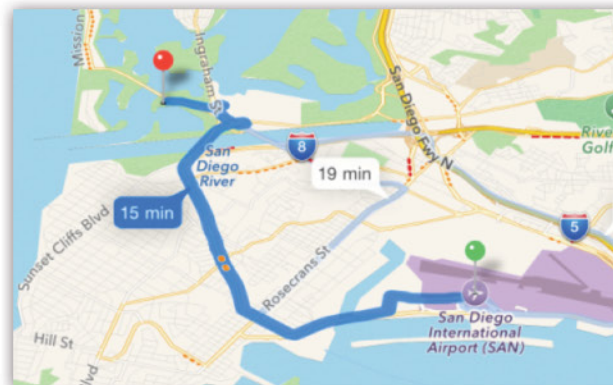 Mission
Ingraham St
San Diego Fwy N
8
San
Diego
River
19 min
15 min
River
Golf
5
Sunset Cliffs Blvd
Rosecrans St
San Diego
International
Airport (SAN)
Hill St
Blvd